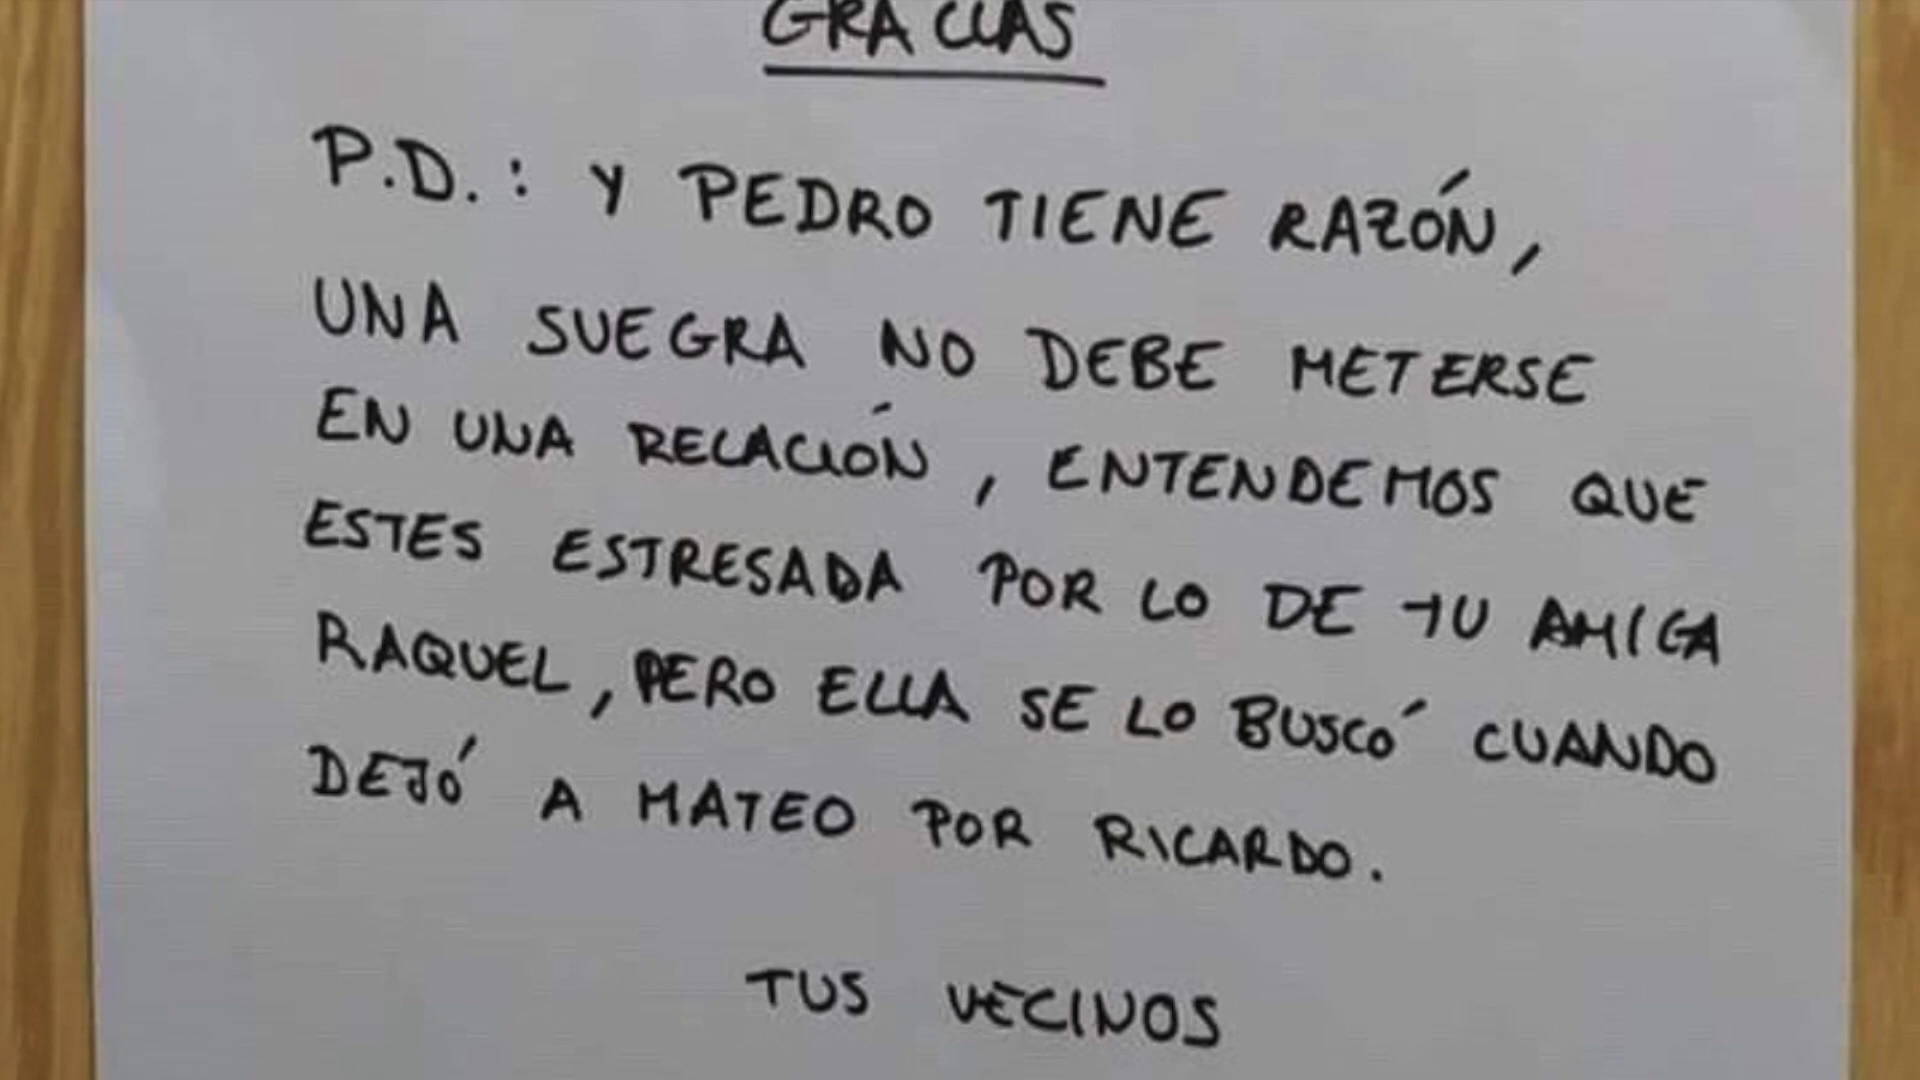 GRACIAS
P.D.: Y PEDRO TIENE RAZÓN,
UNA SUEGRA NO DEBE METERSE
EN UNA RELACIÓN, ENTENDEMOS QUE
ESTES ESTRESADA POR LO DE TU AMIGA
RAQUEL, PERO ELLA SE LO BUSCÓ CUANDO
DEJÓ A MATEO POR RICARDO.
TUS VECINOS